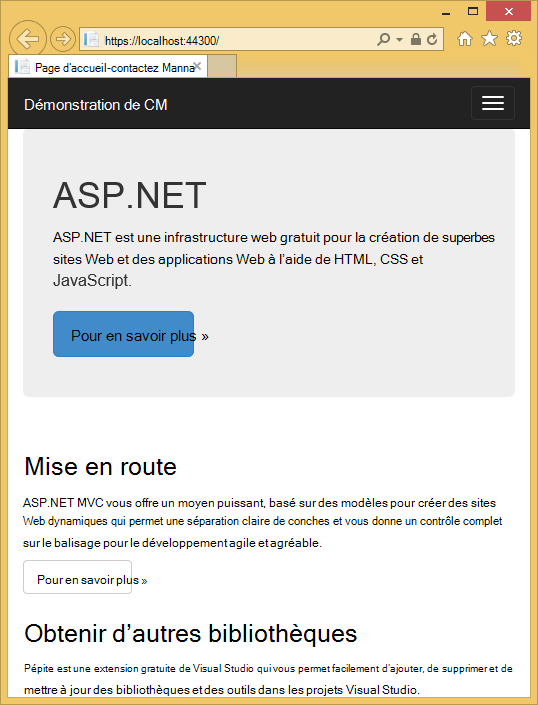 https://localhost:44300/
Page d'accueil-contactez Manna
Démonstration de CM
ASP.NET
ASP.NET est une infrastructure web gratuit pour la création de superbes
sites Web et des applications Web à l'aide de HTML, CSS et
JavaScript.
Pour en savoir plus »
Mise en route
ASP.NET MVC vous offre un moyen puissant, basé sur des modèles pour créer des sites
Web dynamiques qui permet une séparation claire de conches et vous donne un contrôle complet
sur le balisage pour le développement agile et agréable.
Pour en savoir plus »
Obtenir d'autres bibliothèques
Pépite est une extension gratuite de Visual Studio qui vous permet facilement d'ajouter, de supprimer et de
mettre à jour des bibliothèques et des outils dans les projets Visual Studio.